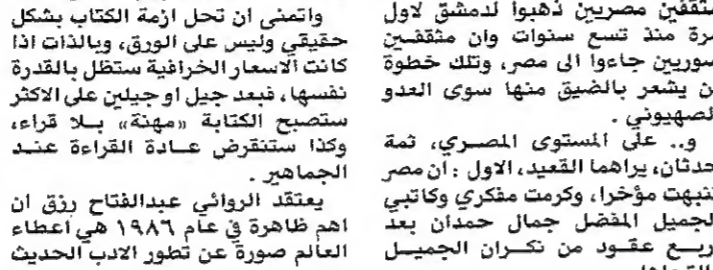 مثقفين مصريين ذهبوا لدمشق لاول
مرة منذ تسع سنوات وان مثقفين
سوريين جاءوا الى مصر، وتلك خطوة
لن يشعر بالضيق منها سوى العدو
الصهيوني .
و.. على المستوى المصري، ثمة
حدثان، يراهما القعيد، الاول : ان مصر
تنبهت مؤخرا، وكرمت مفكري وكاتبي
الجميل المفضل جمال حمدان بعد
ربع عقود من نكران الجميل
واتمنى ان تحل ازمة الكتاب بشكل
حقيقي وليس على الورق، وبالذات اذا
كانت الاسعار الخرافية ستظل بالقدرة
نفسها، فبعد جيل او جيلين على الاكثر
ستصبح الكتابة «مهنة» بلا قراء،
وكذا ستنقرض عادة القراءة عند
الجماهير .
يعتقد الروائي عبدالفتاح رزق ان
اهم ظاهرة في عام ١٩٨٦ هي اعطاء
العالم صورة عن تطور الادب الحديث